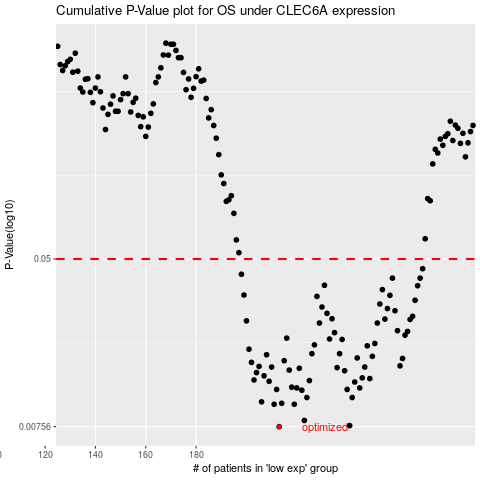 Cumulative P-Value plot for OS under CLEC6A expression
P-Value(log10)
0.05
0.00756
optimized
0
120
140
160
180
# of patients in 'low exp' group